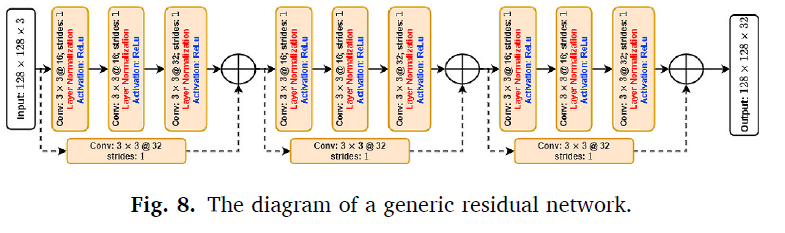 Input: 128 × 128 × 3
Conv: 3 × 3 @ 16; strides: 1
Layer Normalization
Activation: ReLu
Conv: 3 × 3 @ 16; strides: 1
Layer Normalization
Activation: ReLu
Conv: 3 × 3 @ 32; strides: 1
Layer Normalization
Activation: ReLu
Conv: 3 × 3 @ 32
strides: 1
Conv: 3 × 3 @ 16; strides: 1
Layer Normalization
Activation: ReLu
Conv: 3 × 3 @ 16; strides: 1
Layer Normalization
Activation: ReLu
Conv: 3 × 3 @ 32; strides: 1
Layer Normalization
Activation: ReLu
Conv: 3 × 3 @ 32
strides: 1
Conv: 3 × 3 @ 16; strides: 1
Layer Normalization
Activation: ReLu
Conv: 3 × 3 @ 16; strides: 1
Layer Normalization
Activation: ReLu
Conv: 3 × 3 @ 32; strides: 1
Layer Normalization
Activation: ReLu
Conv: 3 × 3 @ 32
strides: 1
Output: 128 × 128 × 32
Fig. 8. The diagram of a generic residual network.